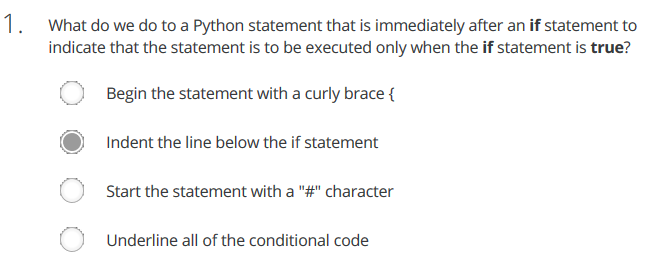 1. What do we do to a Python statement that is immediately after an if statement to
indicate that the statement is to be executed only when the if statement is true?
Begin the statement with a curly brace {
Indent the line below the if statement
Start the statement with a "#" character
Underline all of the conditional code